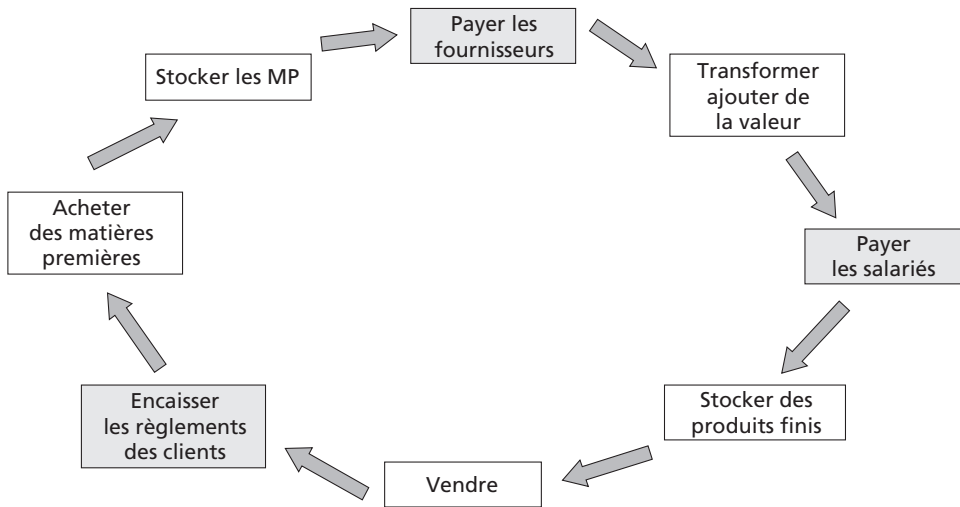 Payer les
fournisseurs
Stocker les MP
Transformer
ajouter de
la valeur
Acheter
des matières
premières
Payer
les salariés
Encaisser
les règlements
des clients
Stocker des
produits finis
Vendre